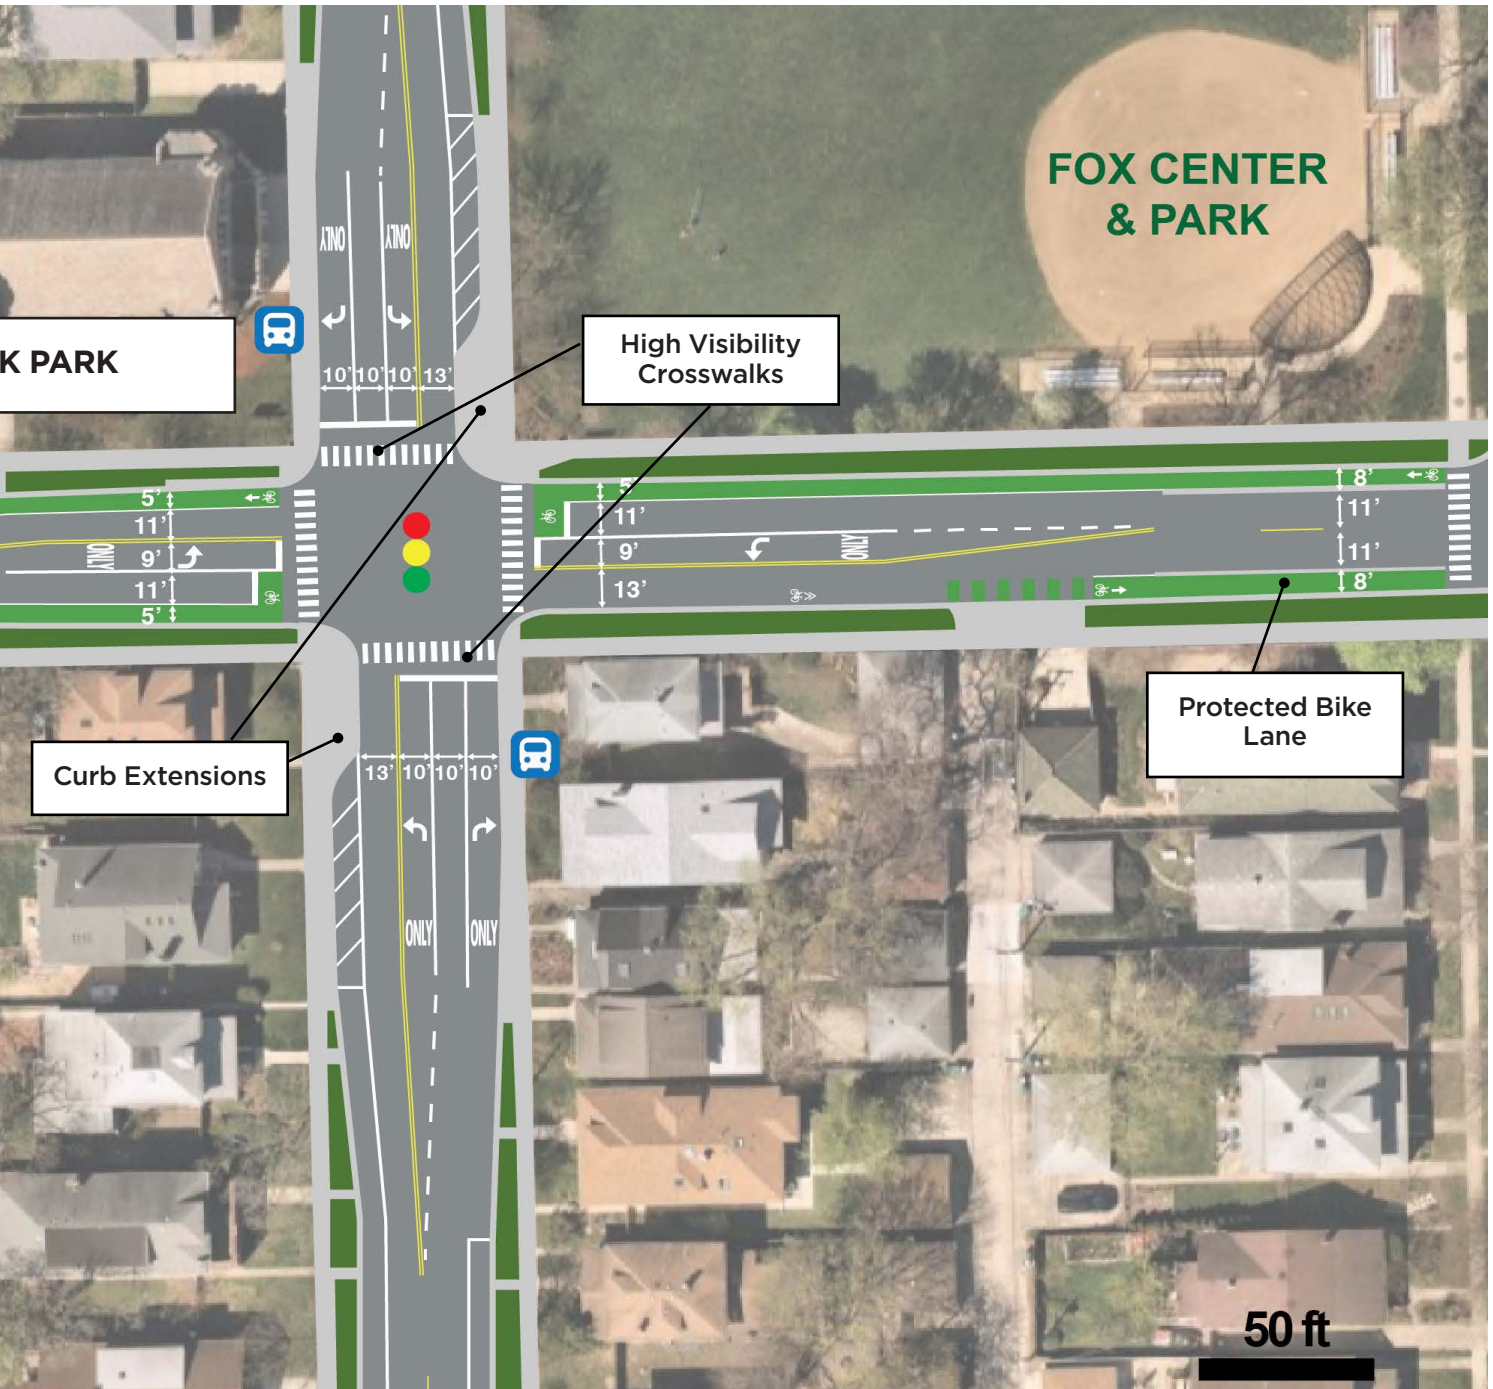 FOX CENTER
& PARK
ONLY
ONLY
High Visibility
Crosswalks
K PARK
10'
10'
10'
13'
5'
11'
ONLY
9'
11'
5'
5'
11'
9'
ONLY
13'
8'
11'
11'
8'
Protected Bike
Lane
Curb Extensions
13'
10'
10'
10'
ONLY
ONLY
50 ft